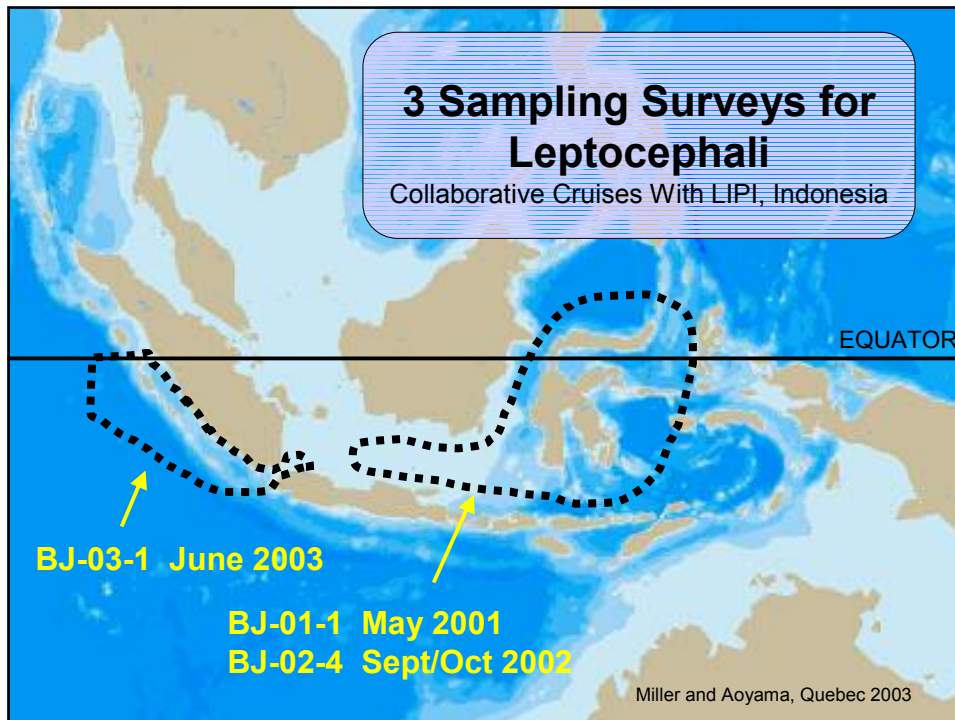 3 Sampling Surveys for
Leptocephali
Collaborative Cruises With LIPI, Indonesia
EQUATOR
BJ-03-1 June 2003
BJ-01-1 May 2001
BJ-02-4 Sept/Oct 2002
Miller and Aoyama, Quebec 2003